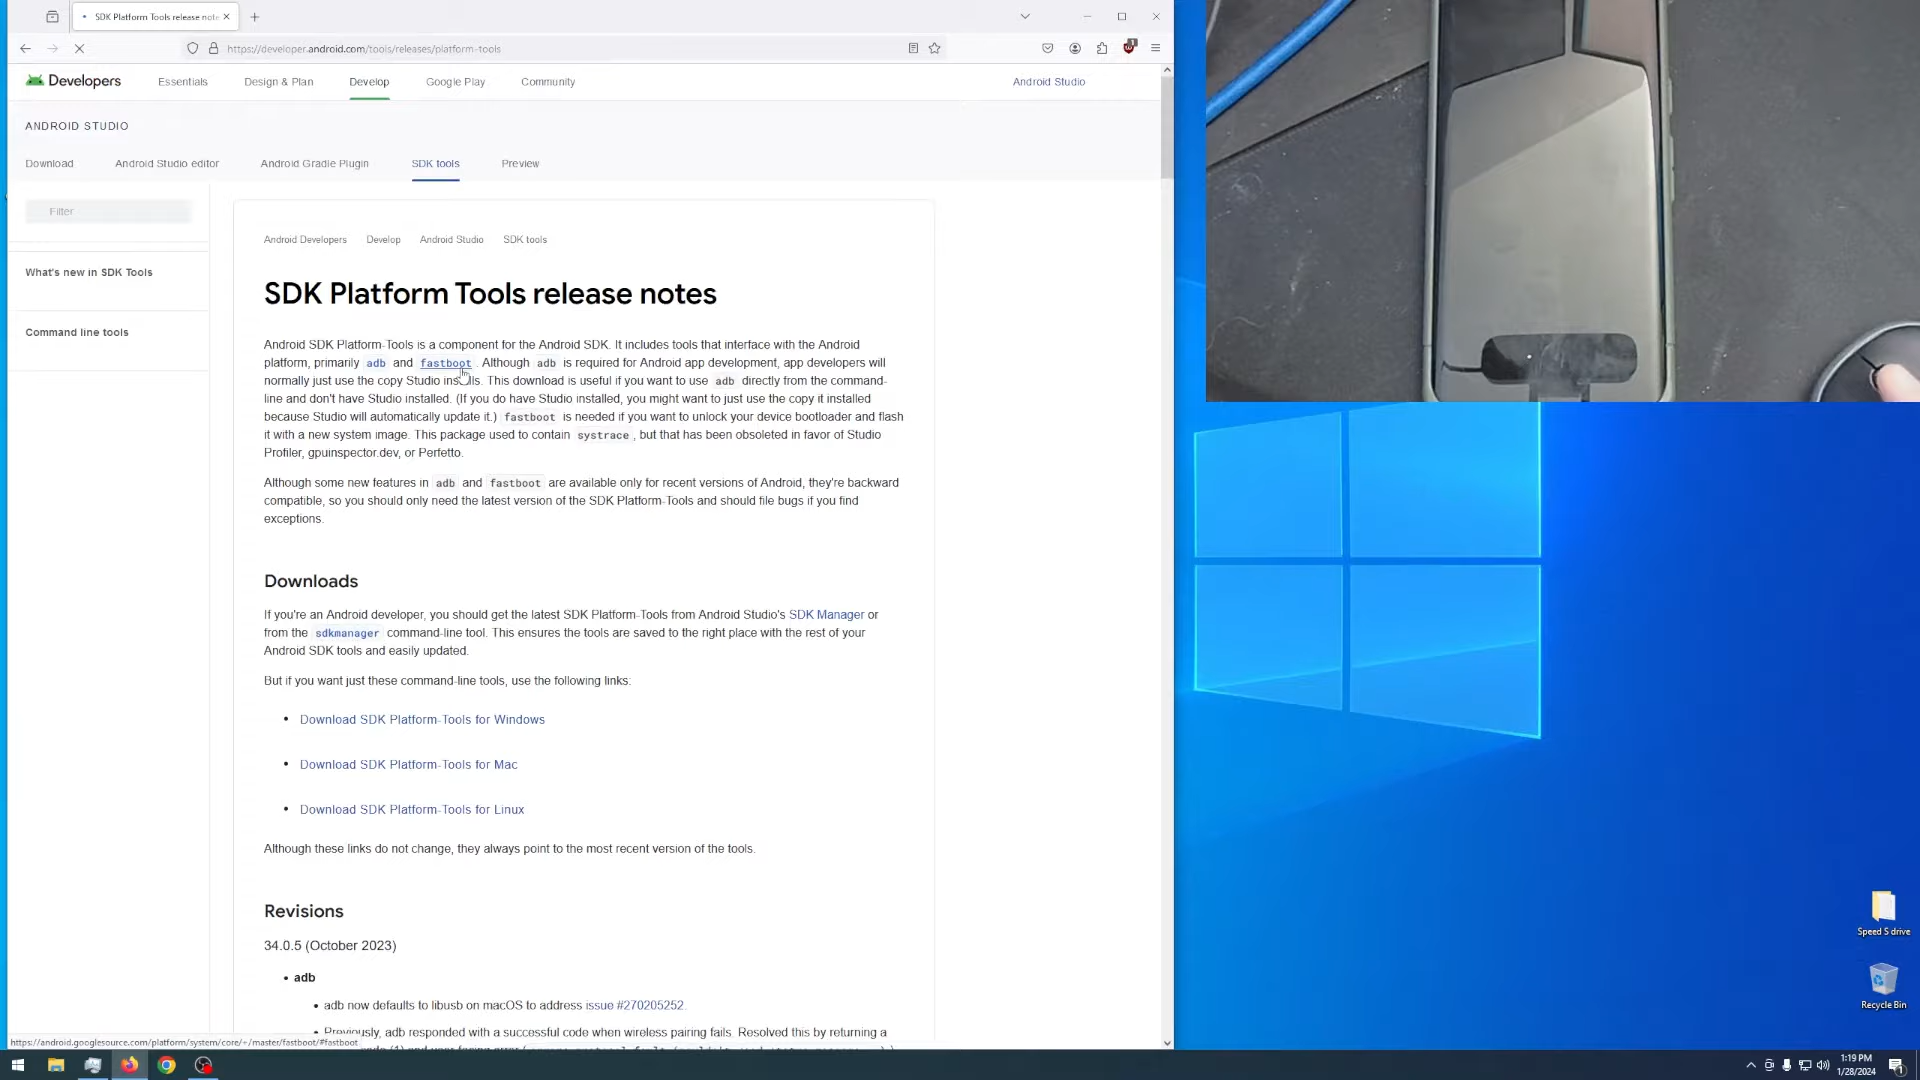 SDK Platform Tools release note
https://developer.android.com/tools/releases/platform-tools
Developers
Essentials
Design & Plan
Develop
Google Play
Community
Android Studio
ANDROID STUDIO
Download
Android Studio editor
Android Gradle Plugin
SDK tools
Preview
Filter
What's new in SDK Tools
Command line tools
Android Developers
Develop
Android Studio
SDK tools
SDK Platform Tools release notes
Android SDK Platform-Tools is a component for the Android SDK. It includes tools that interface with the Android
platform, primarily adb and fastboot. Although adb is required for Android app development, app developers will
normally just use the copy Studio installs. This download is useful if you want to use adb directly from the command-
line and don't have Studio installed. (If you do have Studio installed, you might want to just use the copy it installed
because Studio will automatically update it.) fastboot is needed if you want to unlock your device bootloader and flash
it with a new system image. This package used to contain systrace, but that has been obsoleted in favor of Studio
Profiler, gpuinspector.dev, or Perfetto.
Although some new features in adb and fastboot are available only for recent versions of Android, they're backward
compatible, so you should only need the latest version of the SDK Platform-Tools and should file bugs if you find
exceptions.
Downloads
If you're an Android developer, you should get the latest SDK Platform-Tools from Android Studio's SDK Manager or
from the sdkmanager command-line tool. This ensures the tools are saved to the right place with the rest of your
Android SDK tools and easily updated.
But if you want just these command-line tools, use the following links:
• Download SDK Platform-Tools for Windows
• Download SDK Platform-Tools for Mac
• Download SDK Platform-Tools for Linux
Although these links do not change, they always point to the most recent version of the tools.
Revisions
34.0.5 (October 2023)
• adb
• adb now defaults to libusb on macOS to address issue #270205252.
• Previously, adb responded with a successful code when wireless pairing fails. Resolved this by returning a
https://android.googlesource.com/platform/system/core/+/master/fastboot/#fastboot
Speed S drive
Recycle Bin
1:19 PM
1/28/2024